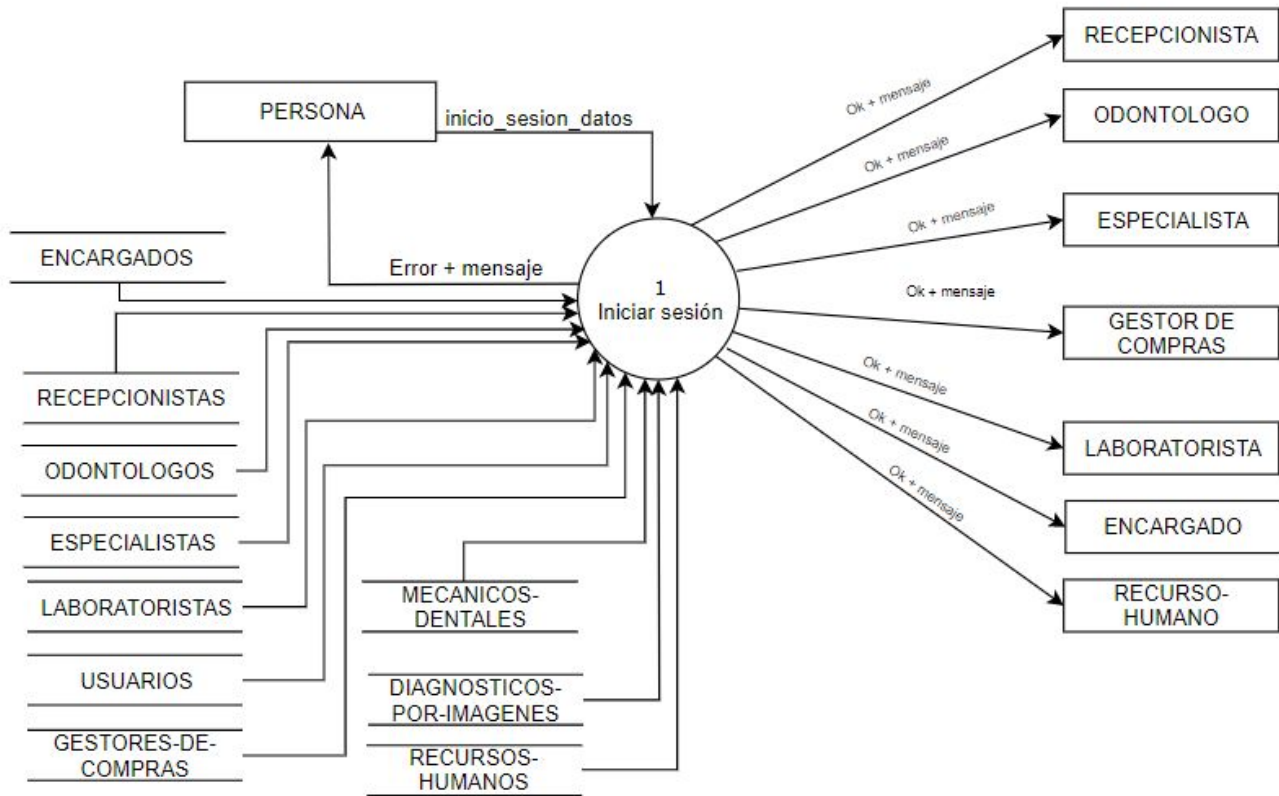 PERSONA
inicio_sesion_datos
Error + mensaje
1
Iniciar sesión
ENCARGADOS
RECEPCIONISTAS
ODONTOLOGOS
ESPECIALISTAS
LABORATORISTAS
USUARIOS
GESTORES-DE-
COMPRAS
MECANICOS-
DENTALES
DIAGNOSTICOS-
POR-IMAGENES
RECURSOS-
HUMANOS
Ok + mensaje
RECEPCIONISTA
Ok + mensaje
ODONTOLOGO
Ok + mensaje
ESPECIALISTA
Ok + mensaje
GESTOR DE
COMPRAS
Ok + mensaje
LABORATORISTA
Ok + mensaje
ENCARGADO
Ok + mensaje
RECURSO-
HUMANO